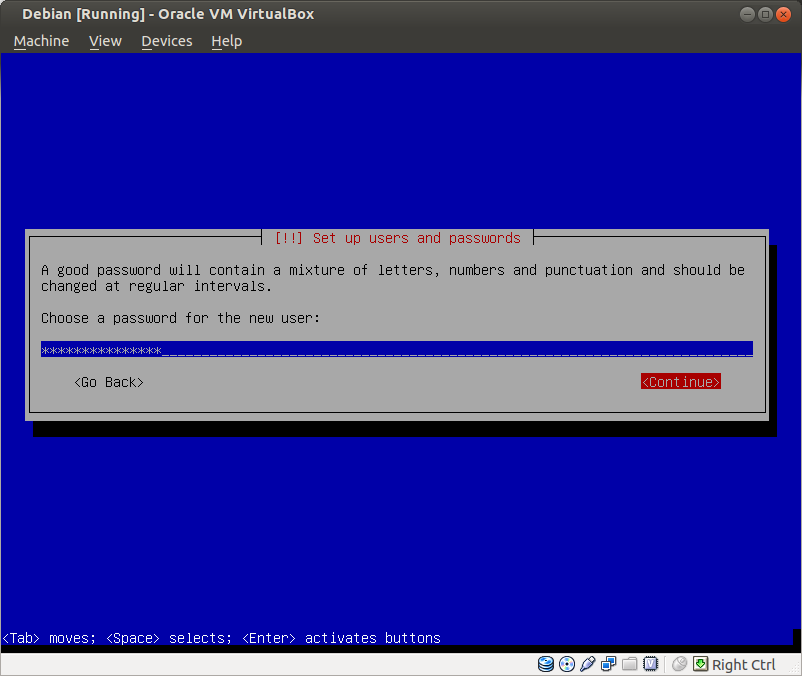 Debian [Running] - Oracle VM VirtualBox
Machine View Devices Help
[!!] Set up users and passwords
A good password will contain a mixture of letters, numbers and punctuation and should be
changed at regular intervals.
Choose a password for the new user:
***************
<Go Back> <Continue>
<Tab> moves; <Space> selects; <Enter> activates buttons
Right Ctrl